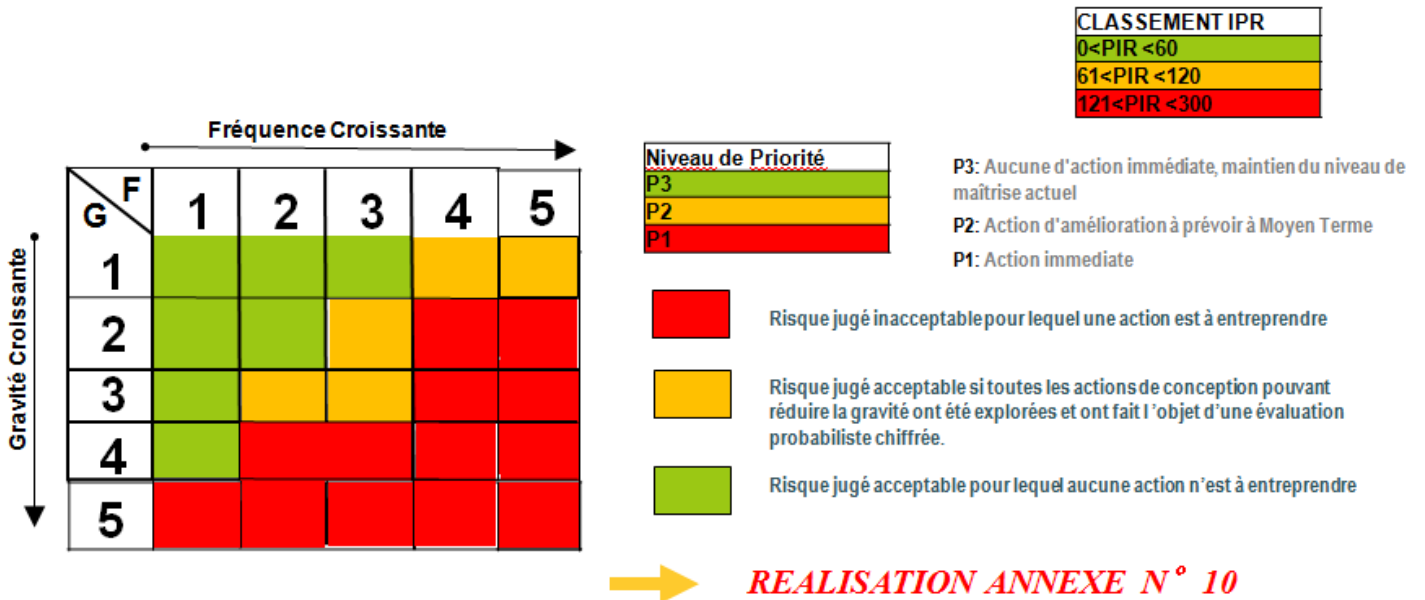 CLASSEMENT IPR
0<PIR <60
61<PIR <120
121<PIR <300
Fréquence Croissante
Gravité Croissante
G F 1 2 3 4 5
1
2
3
4
5
Niveau de Priorité
P3
P2
P1
P3: Aucune d'action immédiate, maintien du niveau de
maîtrise actuel
P2: Action d'amélioration à prévoir à Moyen Terme
P1: Action immediate
Risque jugé inacceptable pour lequel une action est à entreprendre
Risque jugé acceptable si toutes les actions de conception pouvant
réduire la gravité ont été explorées et ont fait l'objet d'une évaluation
probabiliste chiffrée.
Risque jugé acceptable pour lequel aucune action n'est à entreprendre
REALISATION ANNEXE N° 10